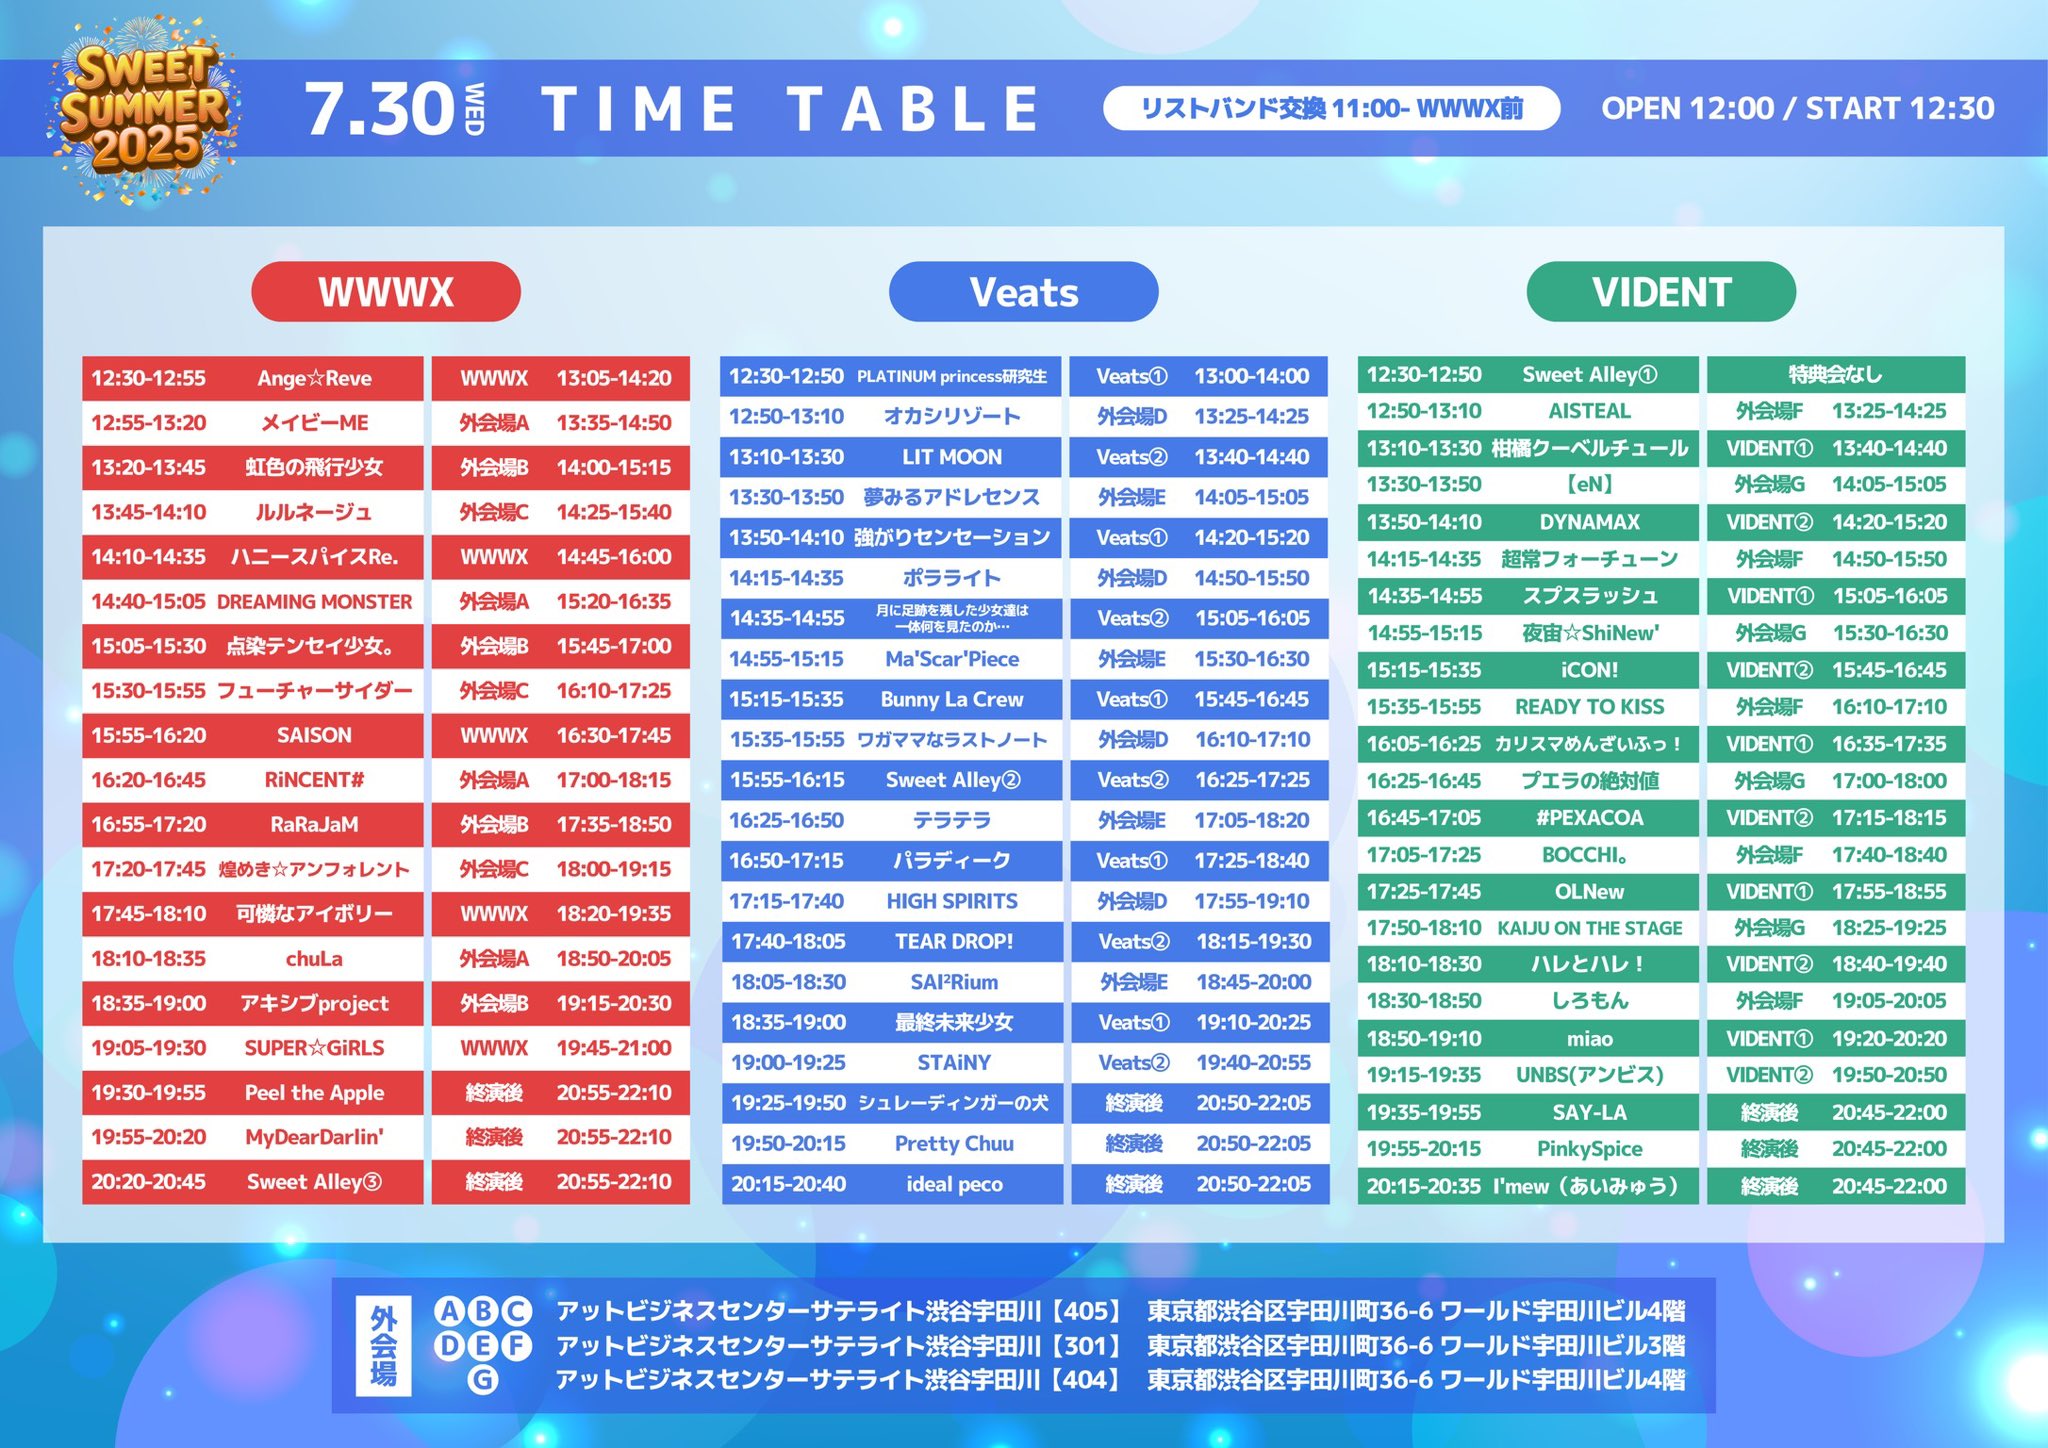 SWEET
SUMMER
2025
7.30 WED TIME TABLE リストバンド交換 11:00- WWWX前 OPEN 12:00 / START 12:30
WWWX
12:30-12:55 Ange☆Reve WWWX 13:05-14:20
12:55-13:20 メイビーME 外会場A 13:35-14:50
13:20-13:45 虹色の飛行少女 外会場B 14:00-15:15
13:45-14:10 ルルネージュ 外会場C 14:25-15:40
14:10-14:35 ハニースパイスRe. WWWX 14:45-16:00
14:40-15:05 DREAMING MONSTER 外会場A 15:20-16:35
15:05-15:30 点染テンセイ少女。 外会場B 15:45-17:00
15:30-15:55 フューチャーサイダー 外会場C 16:10-17:25
15:55-16:20 SAISON WWWX 16:30-17:45
16:20-16:45 RiNCENT# 外会場A 17:00-18:15
16:55-17:20 RaRaJaM 外会場B 17:35-18:50
17:20-17:45 煌めき☆アンフォレント 外会場C 18:00-19:15
17:45-18:10 可憐なアイボリー WWWX 18:20-19:35
18:10-18:35 chuLa 外会場A 18:50-20:05
18:35-19:00 アキシブproject 外会場B 19:15-20:30
19:05-19:30 SUPER☆GiRLS WWWX 19:45-21:00
19:30-19:55 Peel the Apple 終演後 20:55-22:10
19:55-20:20 MyDearDarlin' 終演後 20:55-22:10
20:20-20:45 Sweet Alley③ 終演後 20:55-22:10
Veats
12:30-12:50 PLATINUM princess研究生 Veats① 13:00-14:00
12:50-13:10 オカシリゾート 外会場D 13:25-14:25
13:10-13:30 LIT MOON Veats② 13:40-14:40
13:30-13:50 夢みるアドレセンス 外会場E 14:05-15:05
13:50-14:10 強がりセンセーション Veats① 14:20-15:20
14:15-14:35 ポラライト 外会場D 14:50-15:50
14:35-14:55 月に足跡を残した少女達は
一体何を見たのか… Veats② 15:05-16:05
14:55-15:15 Ma'Scar'Piece 外会場E 15:30-16:30
15:15-15:35 Bunny La Crew Veats① 15:45-16:45
15:35-15:55 ワガママなラストノート 外会場D 16:10-17:10
15:55-16:15 Sweet Alley② Veats② 16:25-17:25
16:25-16:50 テラテラ 外会場E 17:05-18:20
16:50-17:15 パラディーク Veats① 17:25-18:40
17:15-17:40 HIGH SPIRITS 外会場D 17:55-19:10
17:40-18:05 TEAR DROP! Veats② 18:15-19:30
18:05-18:30 SAI²Rium 外会場E 18:45-20:00
18:35-19:00 最終未来少女 Veats① 19:10-20:25
19:00-19:25 STAiNY Veats② 19:40-20:55
19:25-19:50 シュレーディンガーの犬 終演後 20:50-22:05
19:50-20:15 Pretty Chuu 終演後 20:50-22:05
20:15-20:40 ideal peco 終演後 20:50-22:05
VIDENT
12:30-12:50 Sweet Alley① 特典会なし
12:50-13:10 AISTEAL 外会場F 13:25-14:25
13:10-13:30 柑橘クーベルチュール VIDENT① 13:40-14:40
13:30-13:50 【eN】 外会場G 14:05-15:05
13:50-14:10 DYNAMAX VIDENT② 14:20-15:20
14:15-14:35 超常フォーチューン 外会場F 14:50-15:50
14:35-14:55 スプスラッシュ VIDENT① 15:05-16:05
14:55-15:15 夜宙☆ShiNew' 外会場G 15:30-16:30
15:15-15:35 iCON! VIDENT② 15:45-16:45
15:35-15:55 READY TO KISS 外会場F 16:10-17:10
16:05-16:25 カリスマめんざいふっ！ VIDENT① 16:35-17:35
16:25-16:45 プエラの絶対値 外会場G 17:00-18:00
16:45-17:05 #PEXACOA VIDENT② 17:15-18:15
17:05-17:25 BOCCHI。 外会場F 17:40-18:40
17:25-17:45 OLNew VIDENT① 17:55-18:55
17:50-18:10 KAIJU ON THE STAGE 外会場G 18:25-19:25
18:10-18:30 ハレとハレ！ VIDENT② 18:40-19:40
18:30-18:50 しろもん 外会場F 19:05-20:05
18:50-19:10 miao VIDENT① 19:20-20:20
19:15-19:35 UNBS(アンビス) VIDENT② 19:50-20:50
19:35-19:55 SAY-LA 終演後 20:45-22:00
19:55-20:15 PinkySpice 終演後 20:45-22:00
20:15-20:35 I'mew（あいみゅう） 終演後 20:45-22:00
外会場
A B C アットビジネスセンターサテライト渋谷宇田川【405】 東京都渋谷区宇田川町36-6 ワールド宇田川ビル4階
D E F アットビジネスセンターサテライト渋谷宇田川【301】 東京都渋谷区宇田川町36-6 ワールド宇田川ビル3階
G アットビジネスセンターサテライト渋谷宇田川【404】 東京都渋谷区宇田川町36-6 ワールド宇田川ビル4階